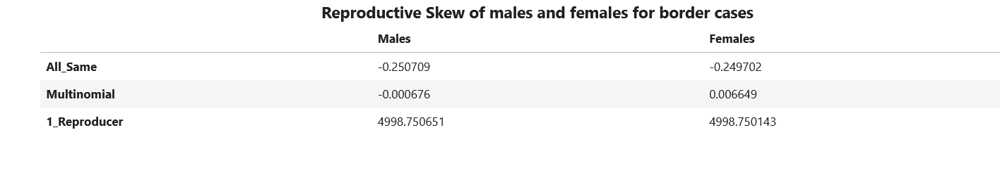 Reproductive Skew of males and females for border cases
Males Females
All_Same -0.250709 -0.249702
Multinomial -0.000676 0.006649
1_Reproducer 4998.750651 4998.750143